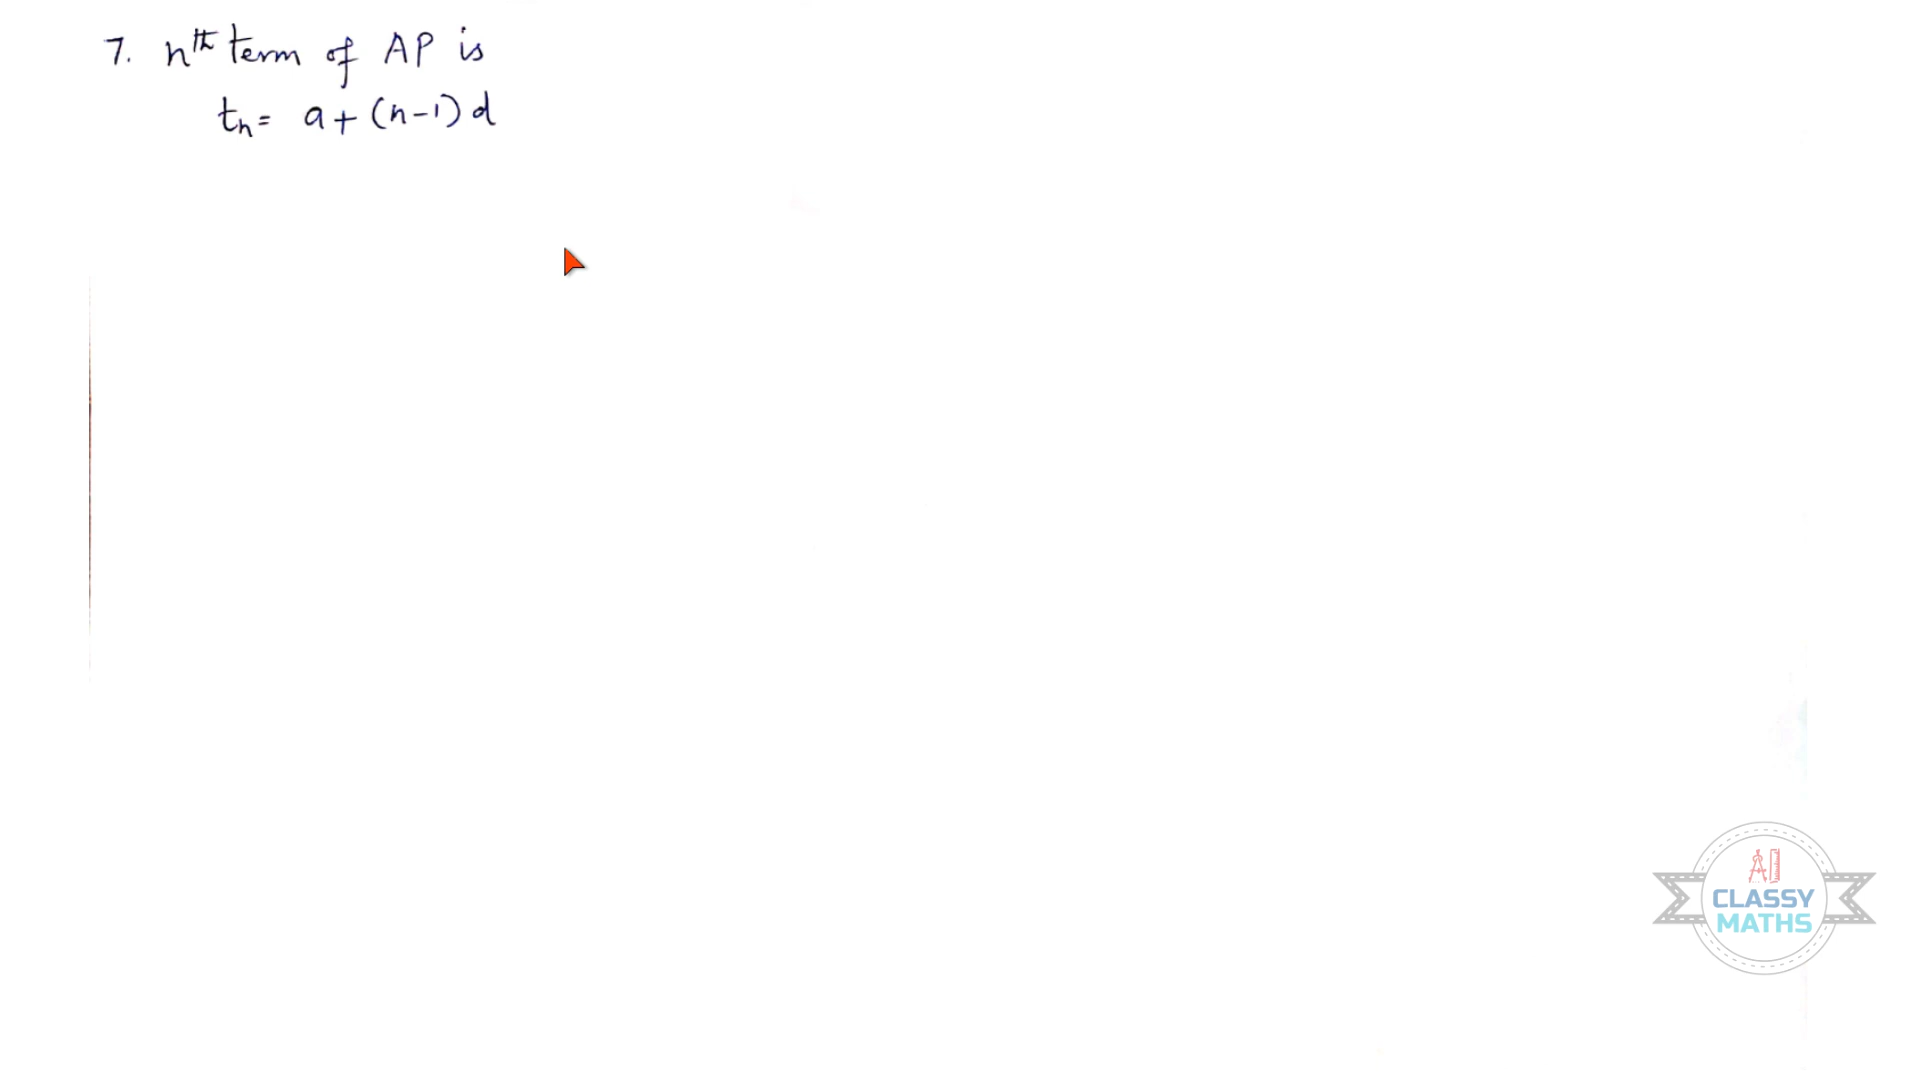 7. nth term of AP is
tn = a + (n-1) d
CLASSY
MATHS